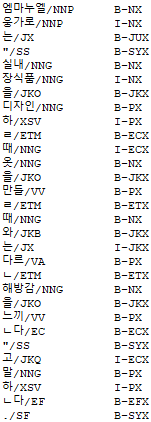 엠마누엘/NNP B-NX
웅가로/NNP I-NX
는/JX B-JUX
"/SS B-SYX
실내/NNG B-NX
장식품/NNG I-NX
을/JKO B-JKX
디자인/NNG B-PX
하/XSV I-PX
ㄹ/ETM B-ECX
때/NNG I-ECX
옷/NNG B-NX
을/JKO B-JKX
만들/VV B-PX
ㄹ/ETM B-ETX
때/NNG B-NX
와/JKB B-JKX
는/JX I-JKX
다르/VA B-PX
ㄴ/ETM B-ETX
해방감/NNG B-NX
을/JKO B-JKX
느끼/VV B-PX
ㄴ다/EC B-ECX
"/SS B-SYX
고/JKQ I-ECX
말/NNG B-PX
하/XSV I-PX
ㄴ다/EF B-EFX
./SF B-SYX